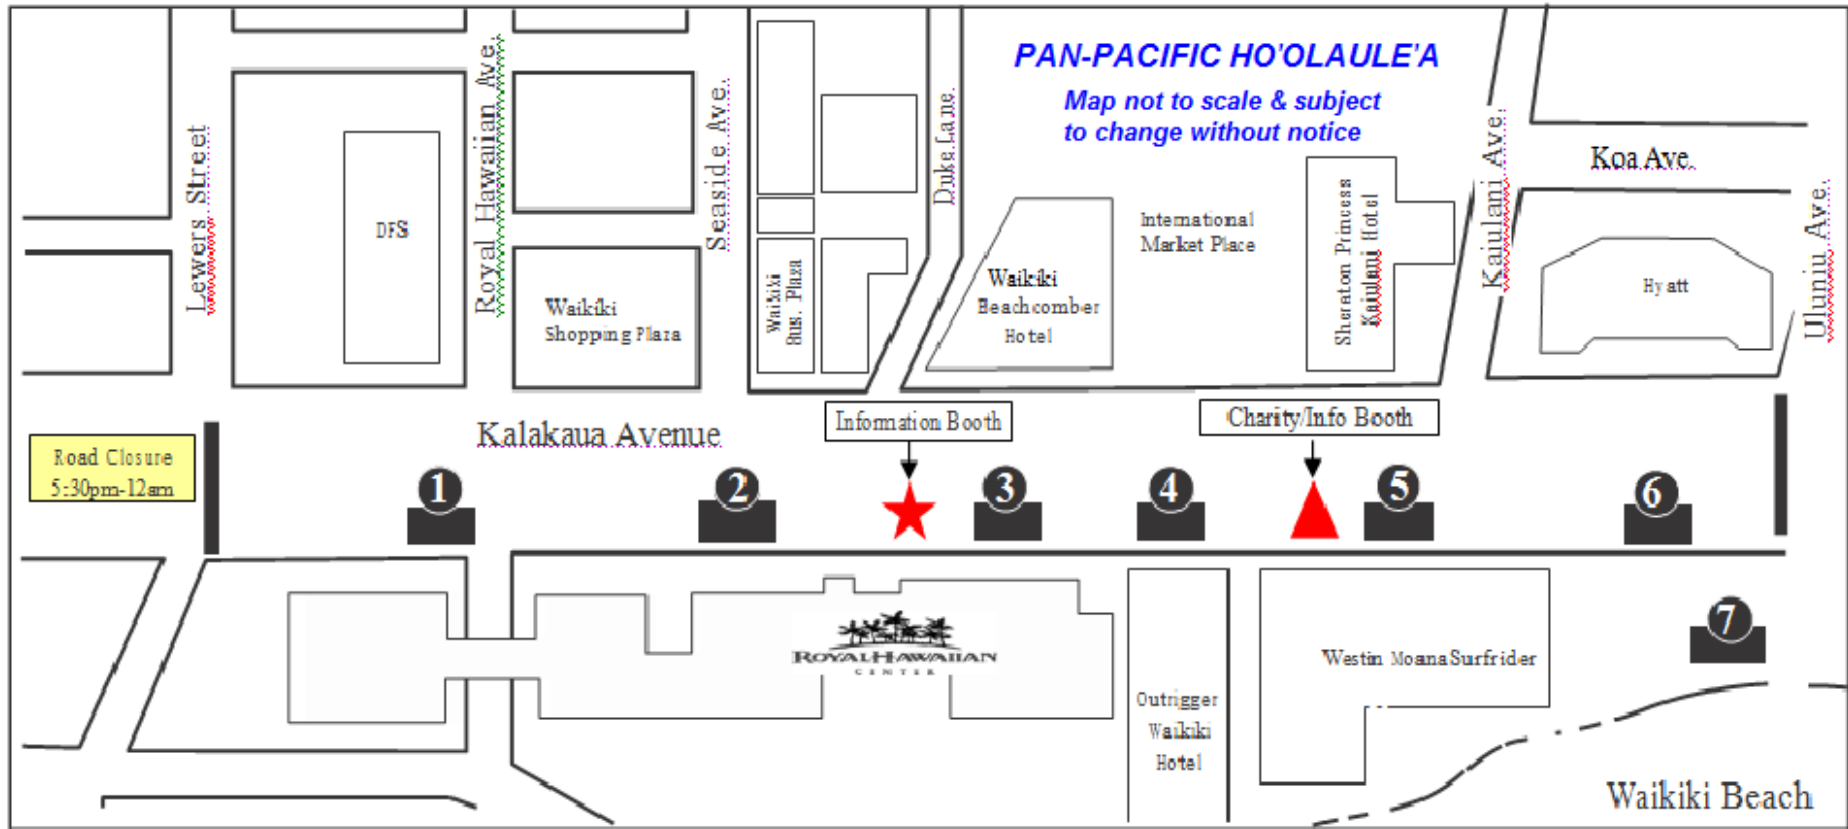 PAN-PACIFIC HO'OLAULE'A
Map not to scale & subject
to change without notice
Lewers Street
Royal Hawaiian Ave.
Seaside Ave.
Duke Lane
Kaiulani Ave.
Koa Ave.
Uluniu Ave.
DFS
Waikiki
Shopping Plaza
Waikiki
Bus. Plaza
Waikiki
Beachcomber
Hotel
International
Market Place
Sheraton Princess
Kaiulani Hotel
Hyatt
Kalakaua Avenue
Information Booth
Charity/Info Booth
Road Closure
5:30pm-12am
1
2
3
4
5
6
7
ROYAL HAWAIIAN
CENTER
Outrigger
Waikiki
Hotel
Westin Moana Surfrider
Waikiki Beach